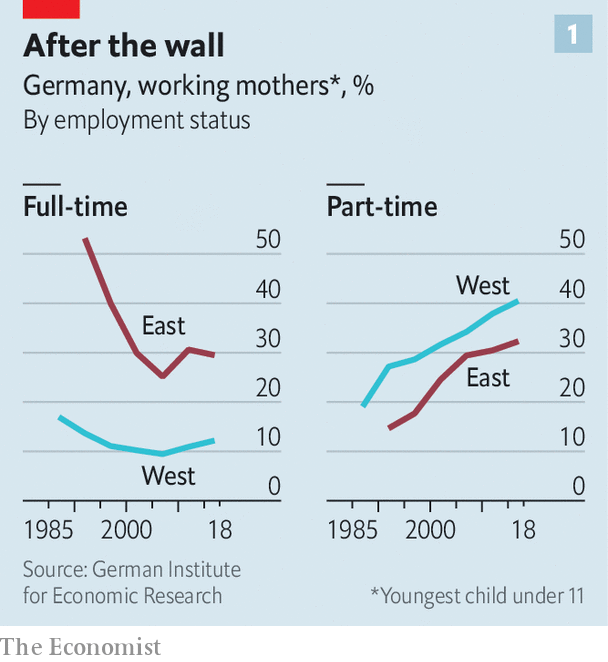 1
After the wall
Germany, working mothers*, %
By employment status
Full-time
50
40
East
30
20
10
West
0
1985 2000 18
Part-time
50
West
40
30
East
20
10
0
1985 2000 18
Source: German Institute
for Economic Research
*Youngest child under 11
The Economist